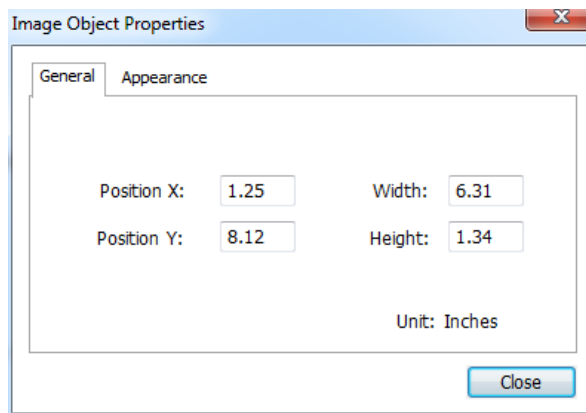 Image Object Properties
X
General Appearance
Position X: 1.25 Width: 6.31
Position Y: 8.12 Height: 1.34
Unit: Inches
Close